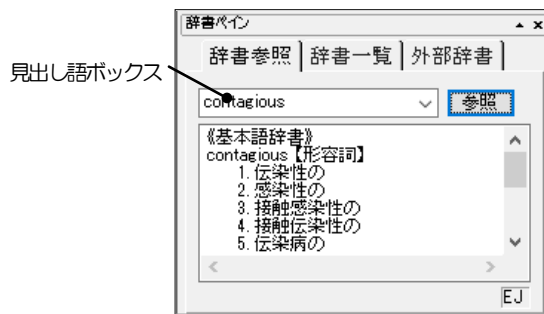 辞書ペイン
辞書参照 辞書一覧 外部辞書
見出し語ボックス
contagious 参照
《基本語辞書》
contagious【形容詞】
1. 伝染性の
2. 感染性の
3. 接触感染性の
4. 接触伝染性の
5. 伝染病の
EJ